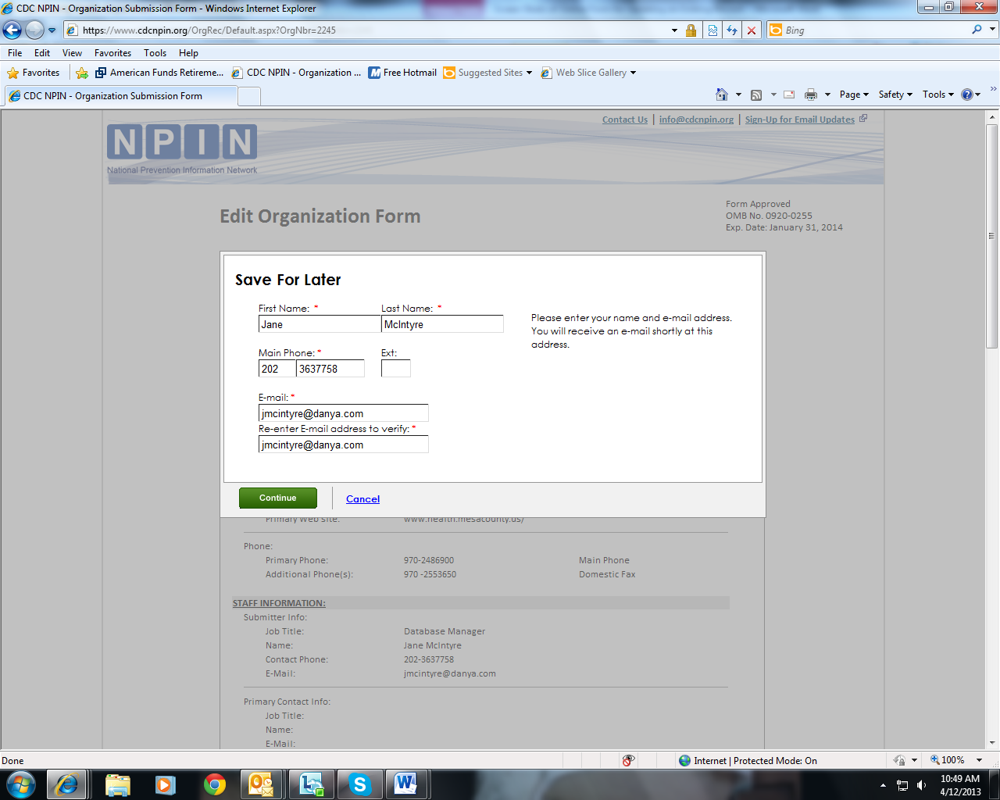 CDC NPIN - Organization Submission Form - Windows Internet Explorer
https://www.cdcnpin.org/OrgRec/Default.aspx?OrgNbr=2245
Bing
File Edit View Favorites Tools Help
Favorites American Funds Retireme... CDC NPIN - Organization ... Free Hotmail Suggested Sites Web Slice Gallery
CDC NPIN - Organization Submission Form
Page Safety Tools
Contact Us | info@cdcnpin.org | Sign-Up for Email Updates
NPIN
National Prevention Information Network
Edit Organization Form
Form Approved
OMB No. 0920-0255
Exp. Date: January 31, 2014
Save For Later
First Name: * Last Name: *
Jane McIntyre
Please enter your name and e-mail address.
You will receive an e-mail shortly at this
address.
Main Phone: * Ext:
202 3637758
E-mail: *
jmcintyre@danya.com
Re-enter E-mail address to verify: *
jmcintyre@danya.com
Continue Cancel
Primary Web site: www.health.mesacounty.us/
Phone:
Primary Phone: 970-2486900 Main Phone
Additional Phone(s): 970 -2553650 Domestic Fax
STAFF INFORMATION:
Submitter Info:
Job Title: Database Manager
Name: Jane McIntyre
Contact Phone: 202-3637758
E-Mail: jmcintyre@danya.com
Primary Contact Info:
Job Title:
Name:
E-Mail:
Done Internet | Protected Mode: On 100%
10:49 AM
4/12/2013